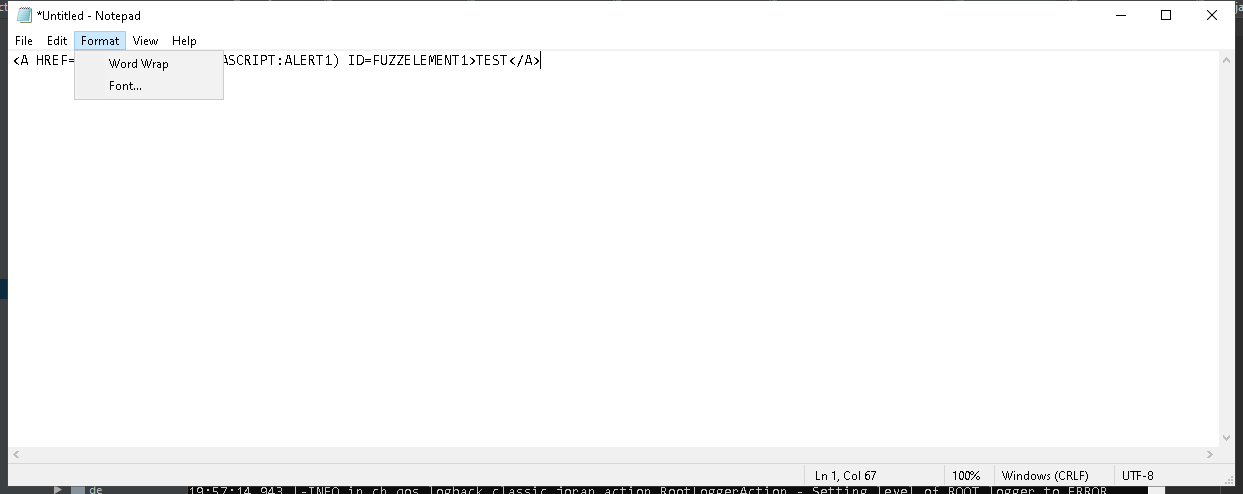 *Untitled - Notepad
File Edit Format View Help
<A HREF= ASCRIPT:ALERT1) ID=FUZZELEMENT1>TEST</A>
Word Wrap
Font...
Ln 1, Col 67 100% Windows (CRLF) UTF-8
de 19:57:14,943 |-INFO in ch.qos.logback.classic.joran.action.RootLoggerAction - Setting level of ROOT logger to ERROR